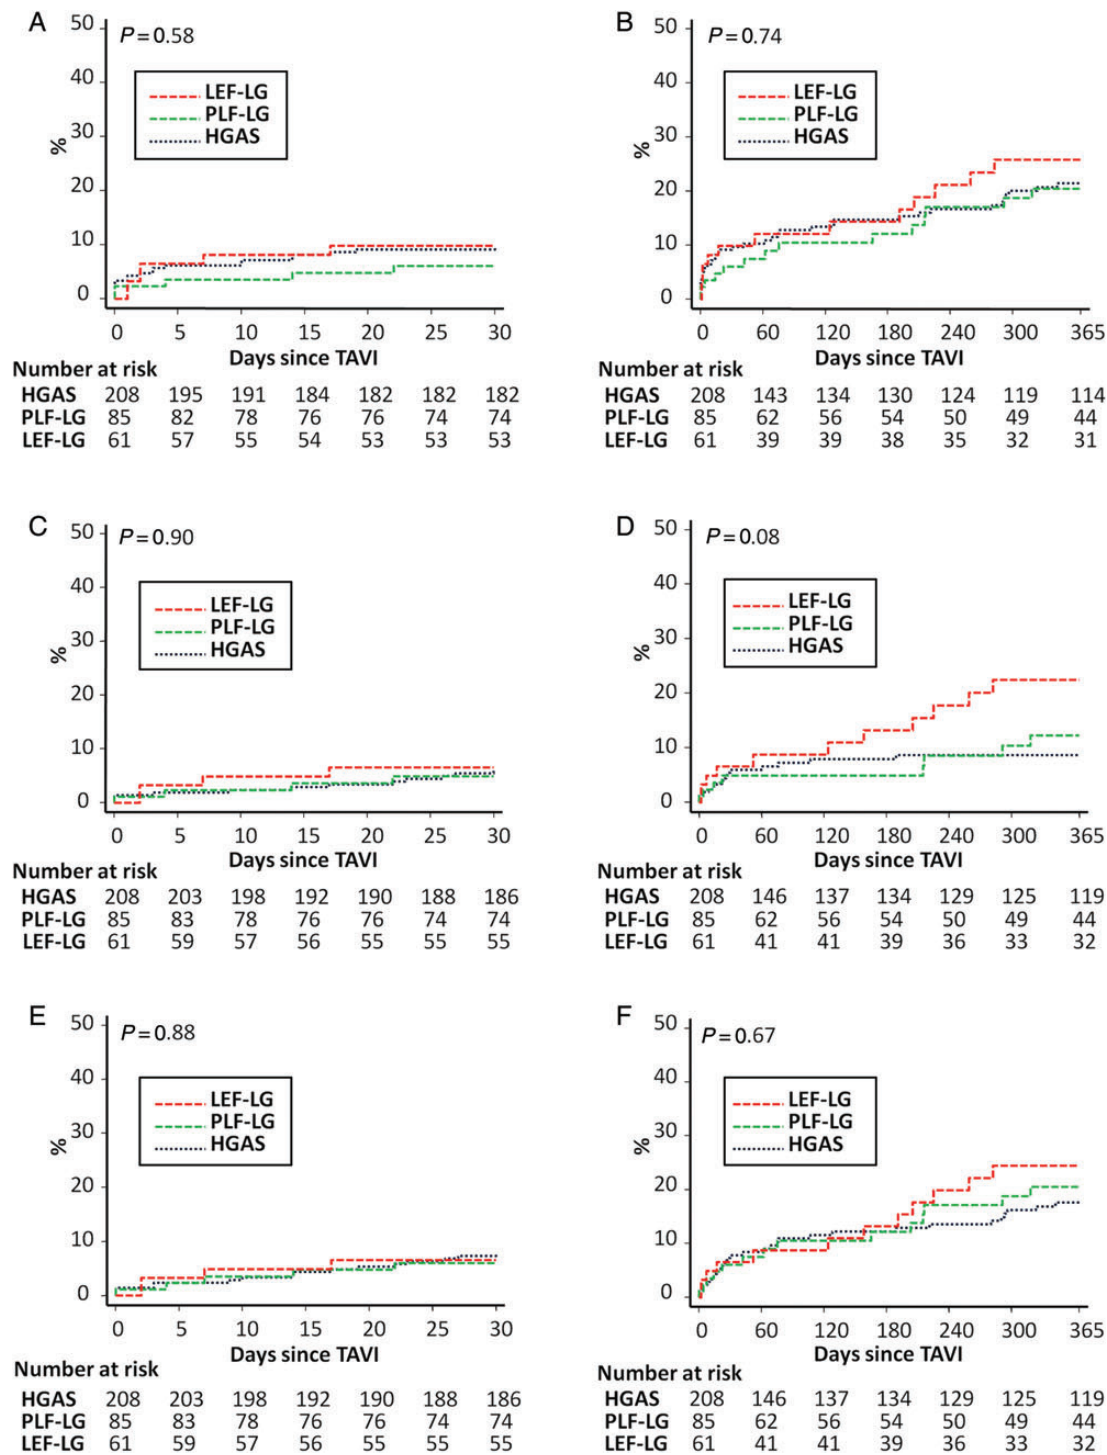 A
P = 0.58
50
40
30
20
10
0
%
LEF-LG
PLF-LG
HGAS
0 5 10 15 20 25 30
Days since TAVI
Number at risk
HGAS 208 195 191 184 182 182 182
PLF-LG 85 82 78 76 76 74 74
LEF-LG 61 57 55 54 53 53 53
B
P = 0.74
50
40
30
20
10
0
%
LEF-LG
PLF-LG
HGAS
0 60 120 180 240 300 365
Days since TAVI
Number at risk
HGAS 208 143 134 130 124 119 114
PLF-LG 85 62 56 54 50 49 44
LEF-LG 61 39 39 38 35 32 31
C
P = 0.90
50
40
30
20
10
0
%
LEF-LG
PLF-LG
HGAS
0 5 10 15 20 25 30
Days since TAVI
Number at risk
HGAS 208 203 198 192 190 188 186
PLF-LG 85 83 78 76 76 74 74
LEF-LG 61 59 57 56 55 55 55
D
P = 0.08
50
40
30
20
10
0
%
LEF-LG
PLF-LG
HGAS
0 60 120 180 240 300 365
Days since TAVI
Number at risk
HGAS 208 146 137 134 129 125 119
PLF-LG 85 62 56 54 50 49 44
LEF-LG 61 41 41 39 36 33 32
E
P = 0.88
50
40
30
20
10
0
%
LEF-LG
PLF-LG
HGAS
0 5 10 15 20 25 30
Days since TAVI
Number at risk
HGAS 208 203 198 192 190 188 186
PLF-LG 85 83 78 76 76 74 74
LEF-LG 61 59 57 56 55 55 55
F
P = 0.67
50
40
30
20
10
0
%
LEF-LG
PLF-LG
HGAS
0 60 120 180 240 300 365
Days since TAVI
Number at risk
HGAS 208 146 137 134 129 125 119
PLF-LG 85 62 56 54 50 49 44
LEF-LG 61 41 41 39 36 33 32